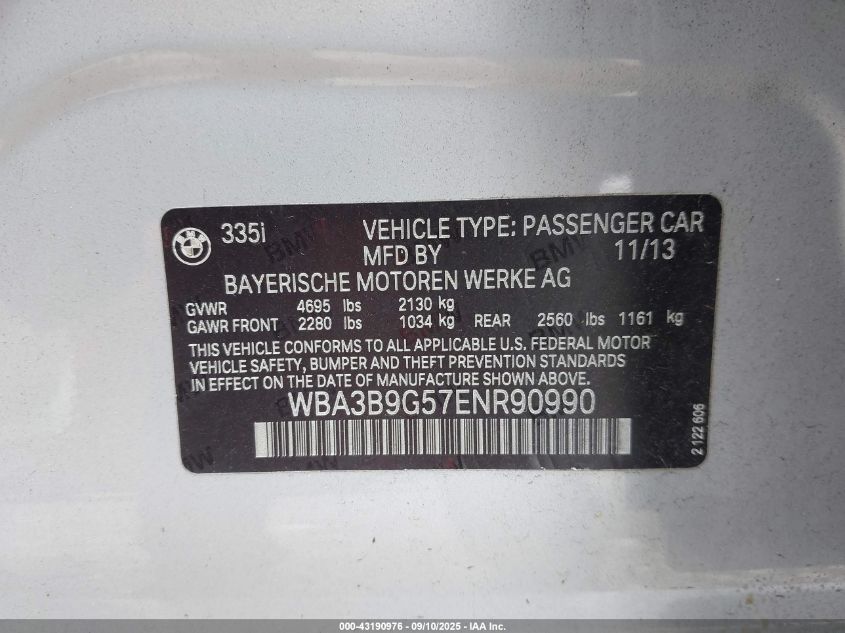 335i VEHICLE TYPE: PASSENGER CAR
MFD BY 11/13
BAYERISCHE MOTOREN WERKE AG
GVWR 4695 lbs 2130 kg
GAWR FRONT 2280 lbs 1034 kg REAR 2560 lbs 1161 kg
THIS VEHICLE CONFORMS TO ALL APPLICABLE U.S. FEDERAL MOTOR
VEHICLE SAFETY, BUMPER AND THEFT PREVENTION STANDARDS
IN EFFECT ON THE DATE OF MANUFACTURE SHOWN ABOVE.
WBA3B9G57ENR90990
2 122 606
000-43190976 - 09/10/2025 - IAA Inc.